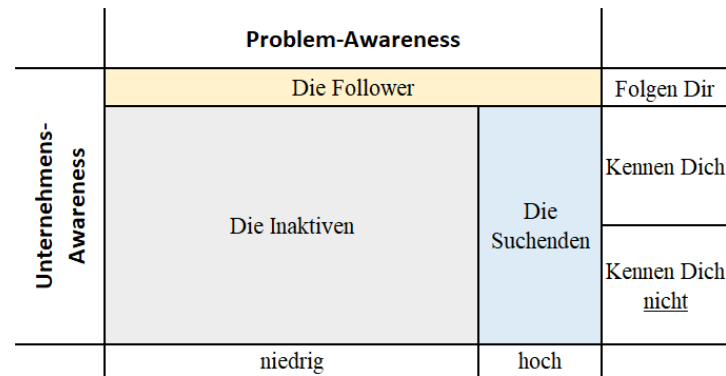 Problem-Awareness
Die Follower
Folgen Dir
Unternehmens-
Awareness
Die Inaktiven
Die
Suchenden
Kennen Dich
Kennen Dich
nicht
niedrig
hoch